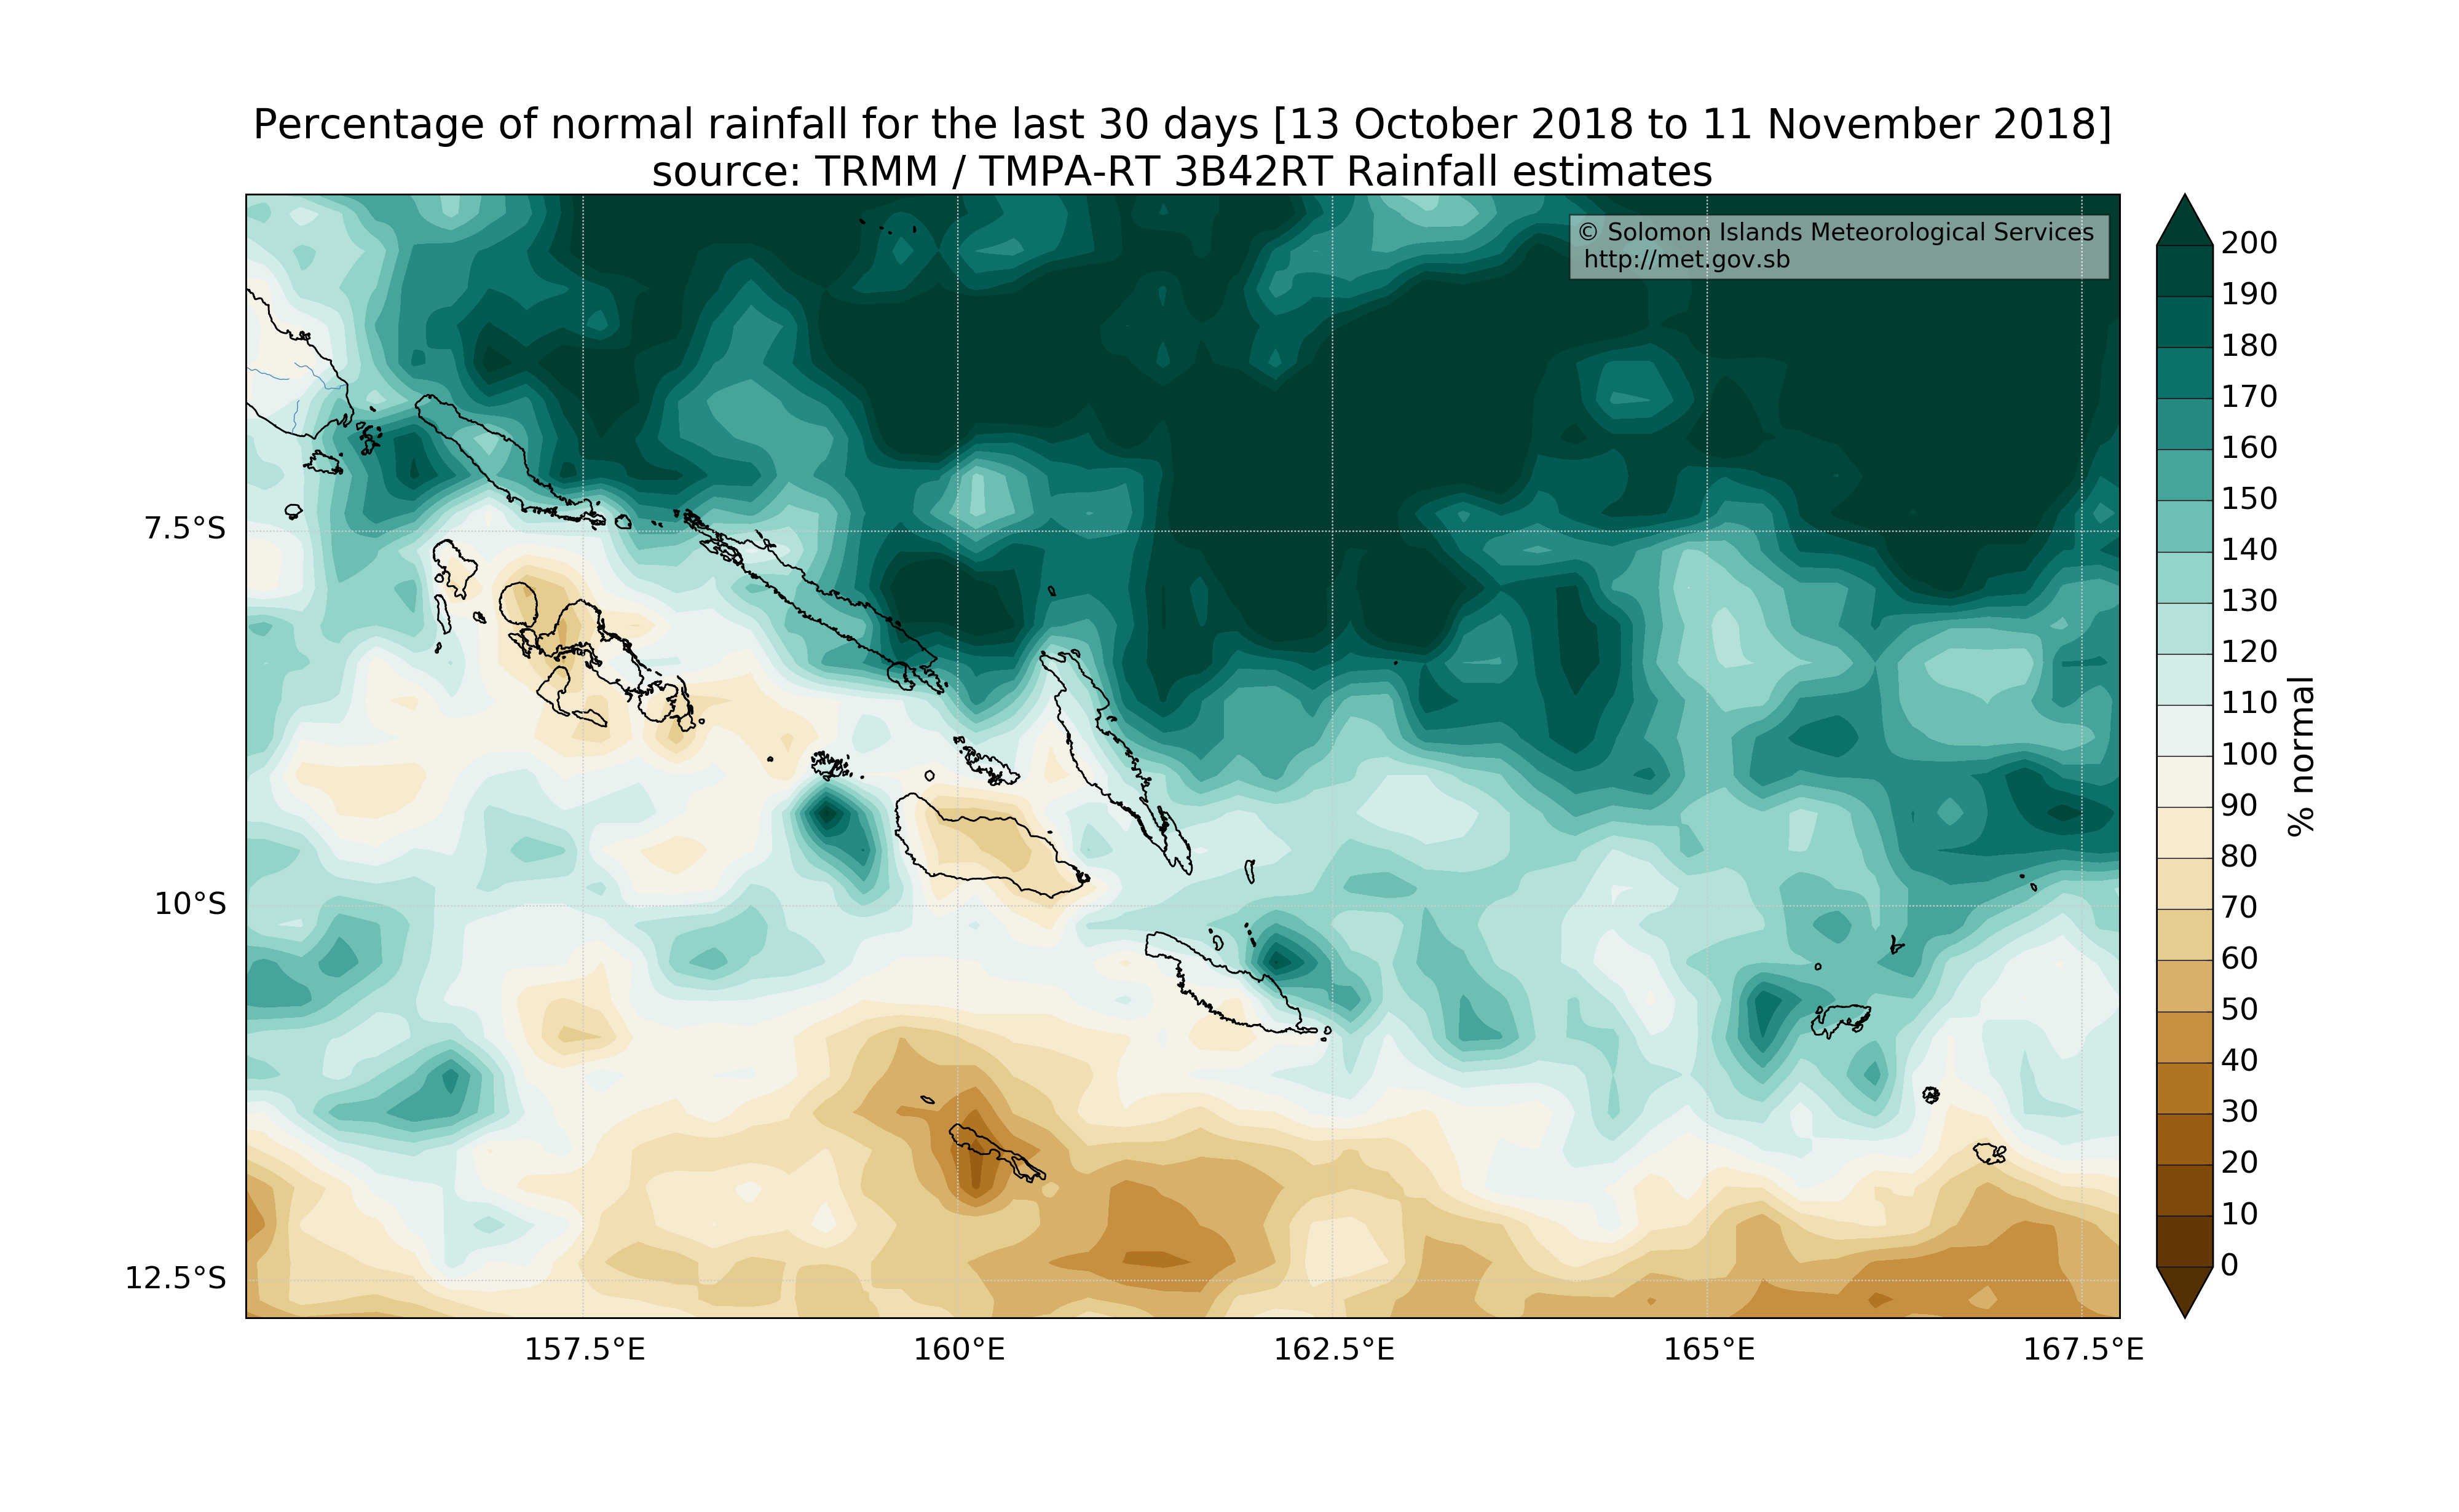 Percentage of normal rainfall for the last 30 days [13 October 2018 to 11 November 2018]
source: TRMM / TMPA-RT 3B42RT Rainfall estimates
© Solomon Islands Meteorological Services
http://met.gov.sb
200
190
180
170
160
150
140
130
120
110
100
90
80
70
60
50
40
30
20
10
0
% normal
7.5°S
10°S
12.5°S
157.5°E
160°E
162.5°E
165°E
167.5°E